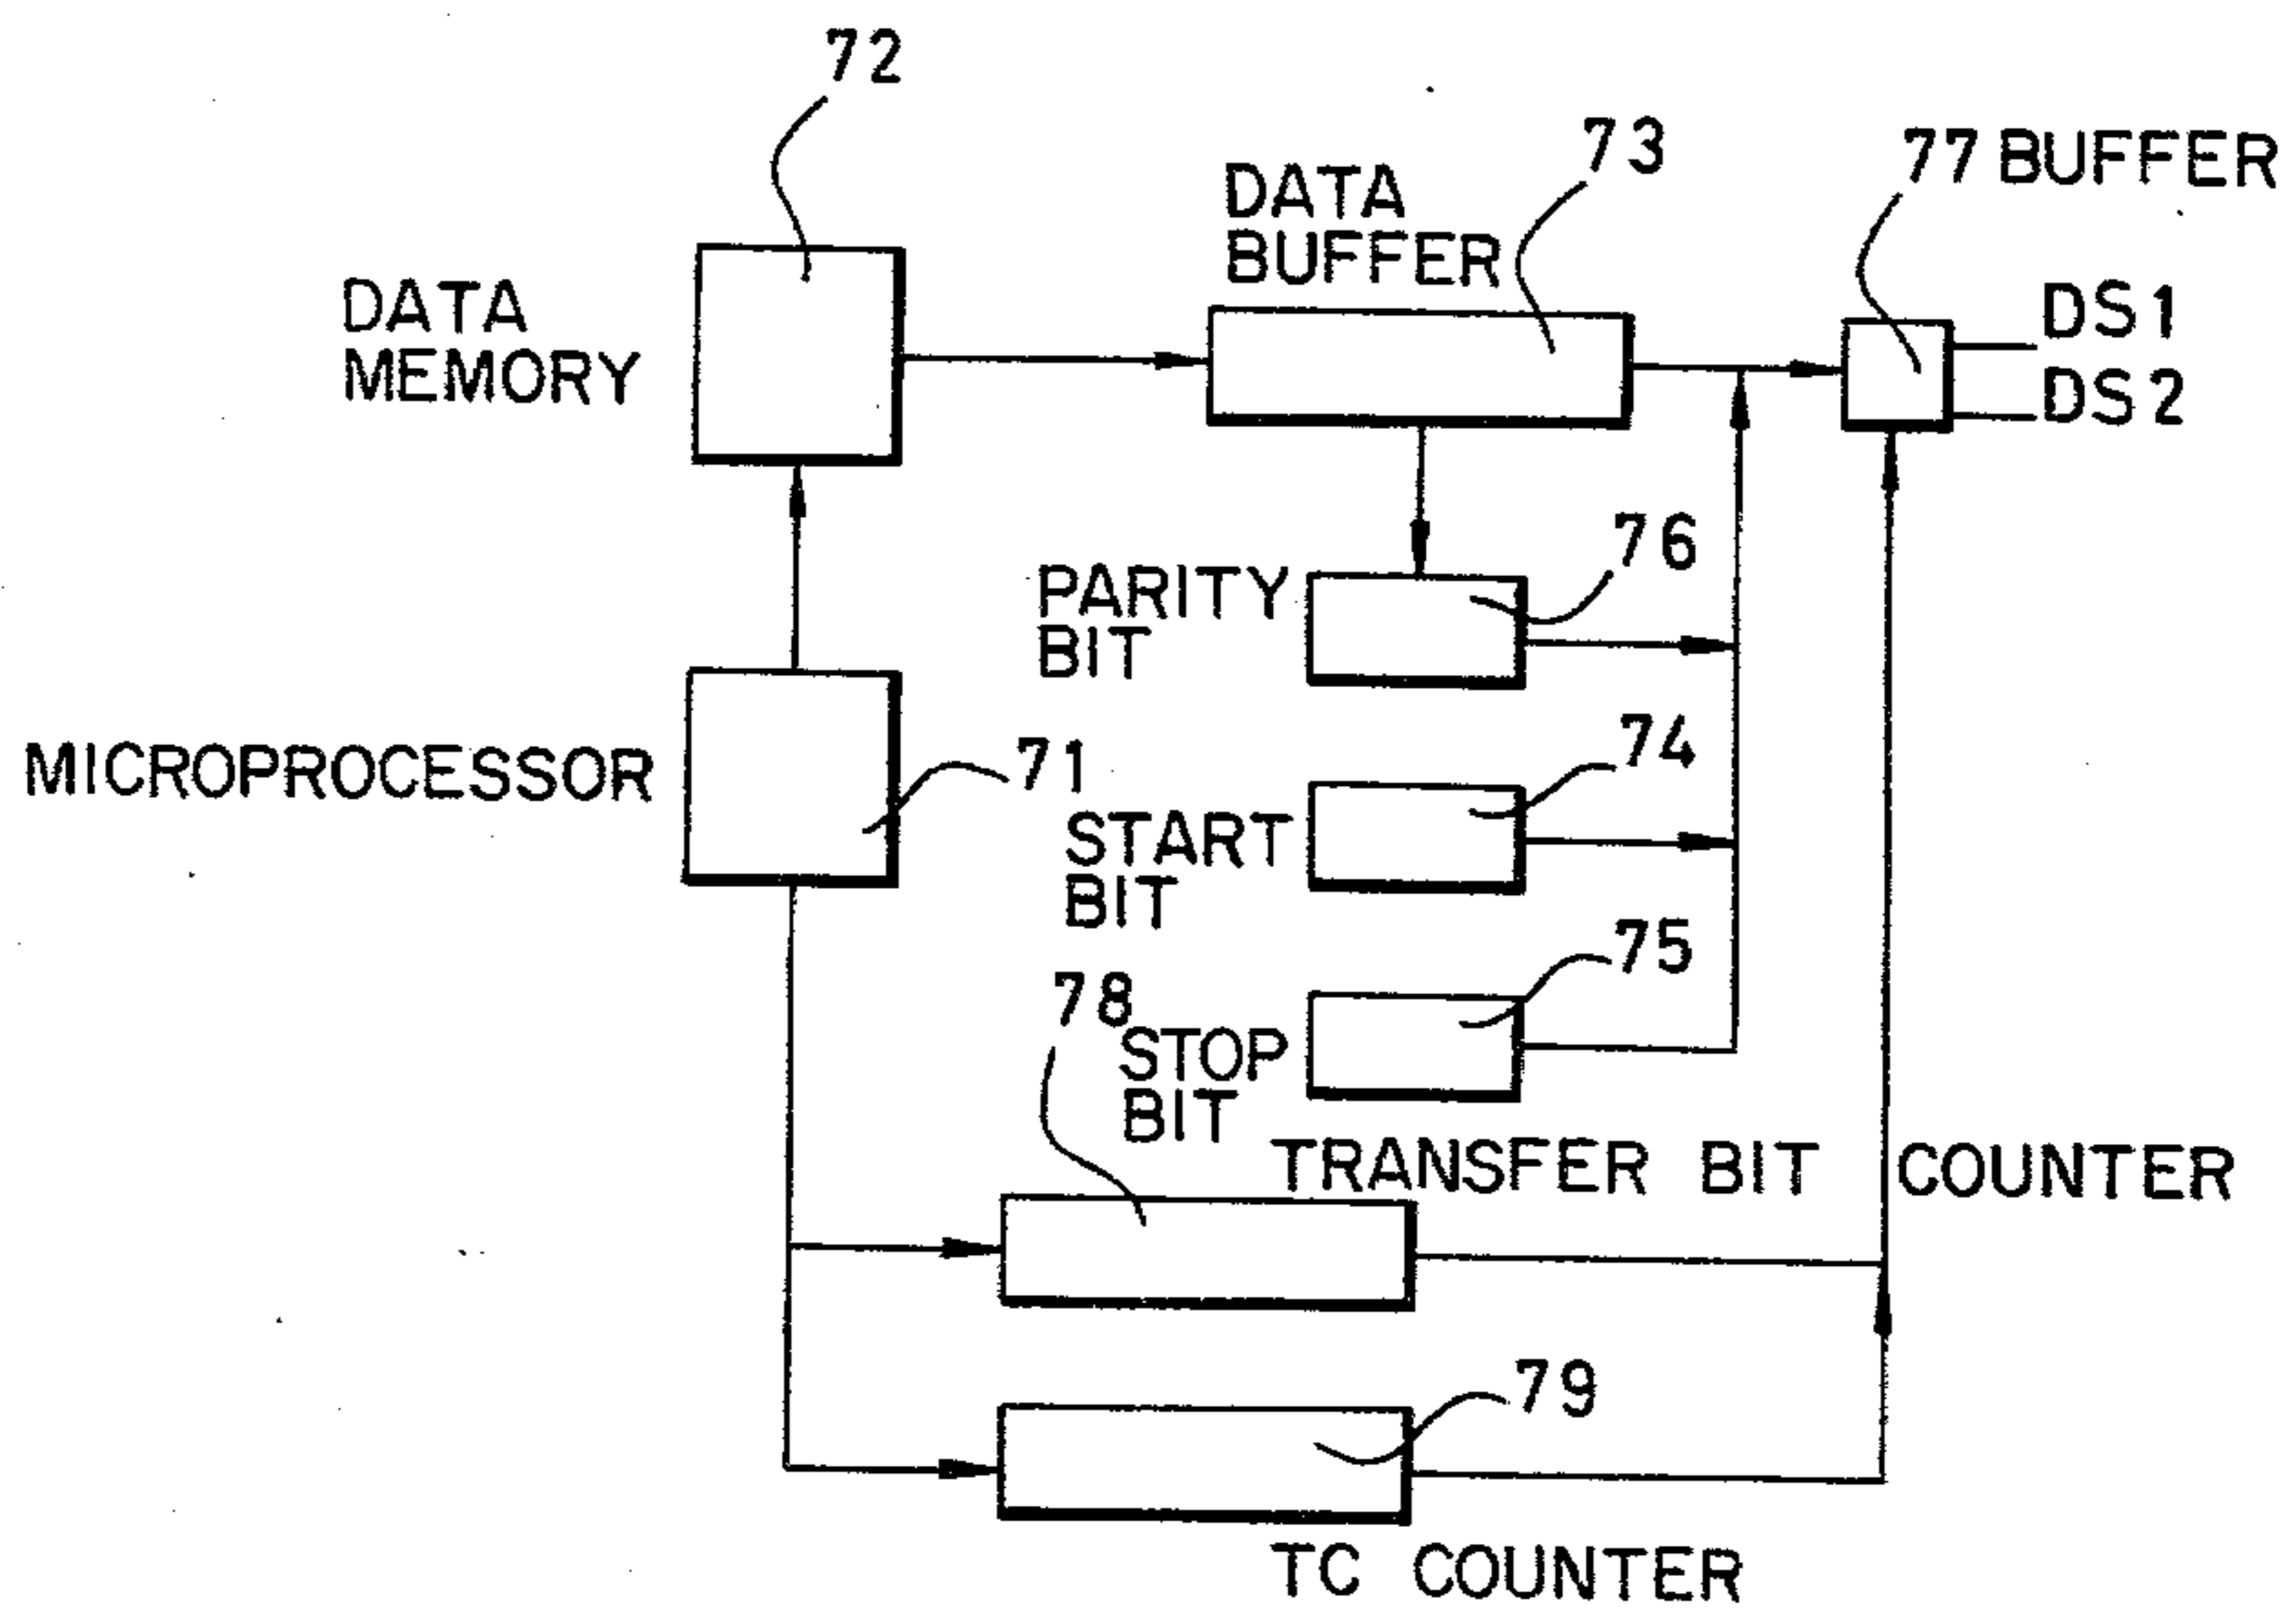 72
73
77 BUFFER
DATA
BUFFER
DATA
MEMORY
DS1
DS2
76
PARITY
BIT
74
MICROPROCESSOR
71
START
BIT
75
78
STOP
BIT
TRANSFER BIT COUNTER
79
TC COUNTER